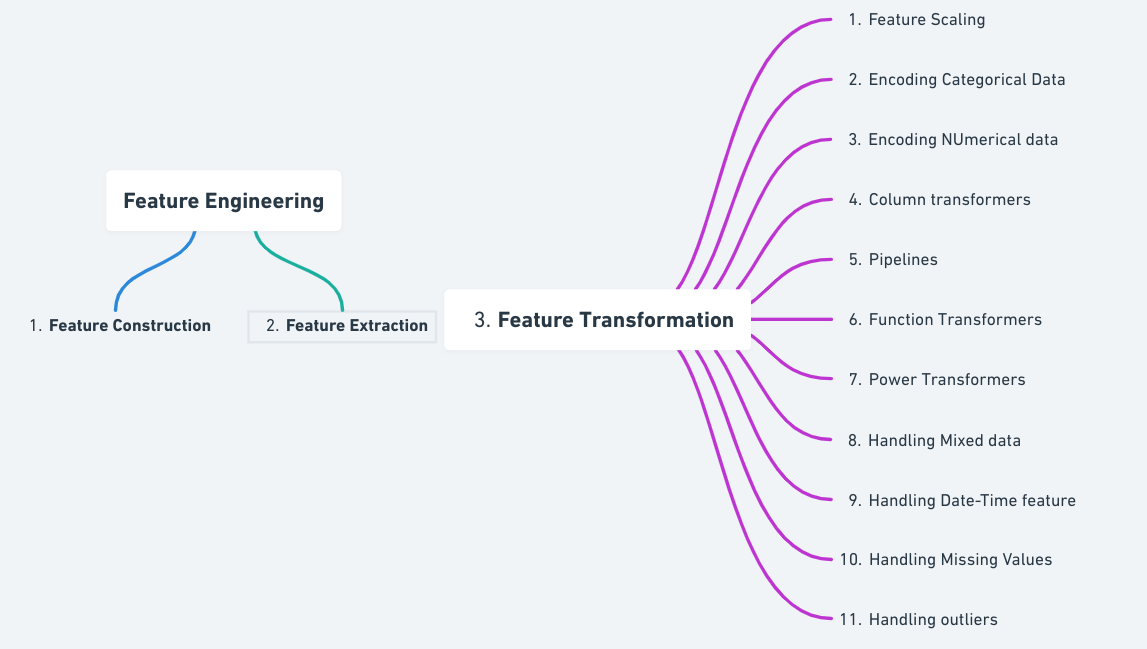 Feature Engineering
1. Feature Construction
2. Feature Extraction
3. Feature Transformation
1. Feature Scaling
2. Encoding Categorical Data
3. Encoding NUmerical data
4. Column transformers
5. Pipelines
6. Function Transformers
7. Power Transformers
8. Handling Mixed data
9. Handling Date-Time feature
10. Handling Missing Values
11. Handling outliers